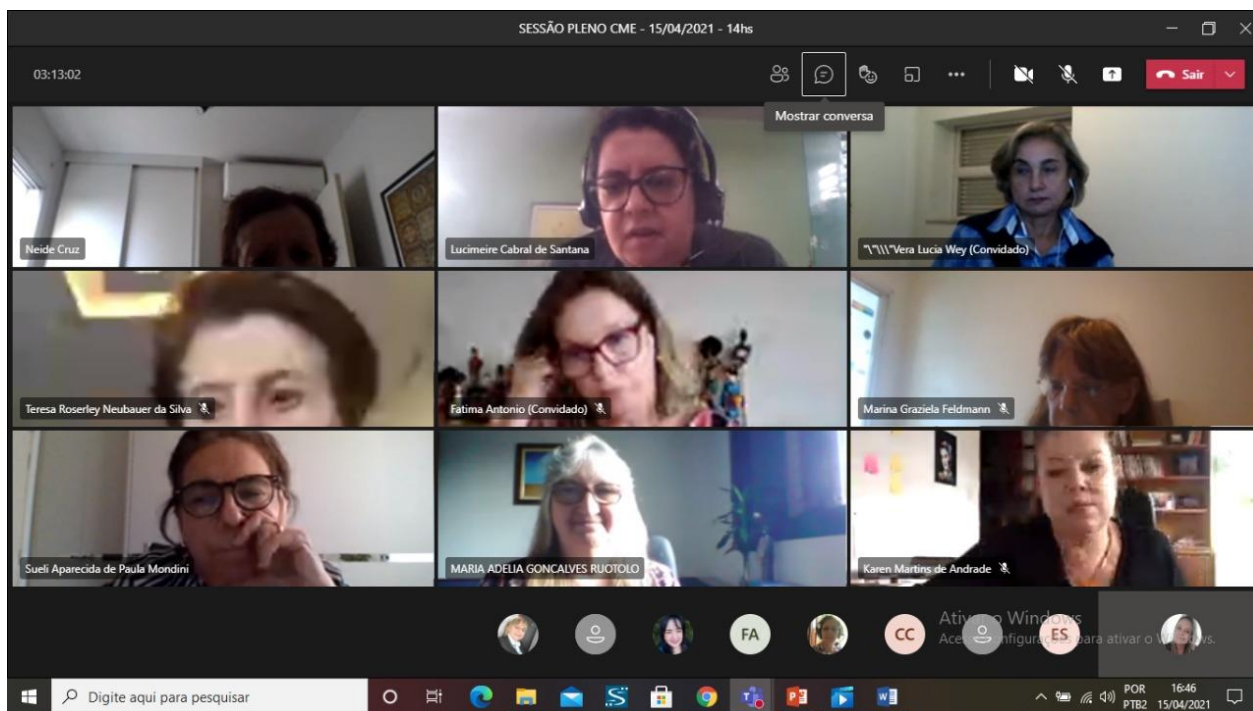 SESSÃO PLENO CME - 15/04/2021 - 14hs
03:13:02
Sair
Mostrar conversa
Neide Cruz
Lucimeire Cabral de Santana
"\"\\\"Vera Lucia Wey (Convidado)
Teresa Roserley Neubauer da Silva
Fatima Antonio (Convidado)
Marina Graziela Feldmann
Sueli Aparecida de Paula Mondini
MARIA ADELIA GONCALVES RUOTOLO
Karen Martins de Andrade
FA
CC
ES
Windows
para ativar o
Digite aqui para pesquisar
POR
PTB2
16:46
15/04/2021